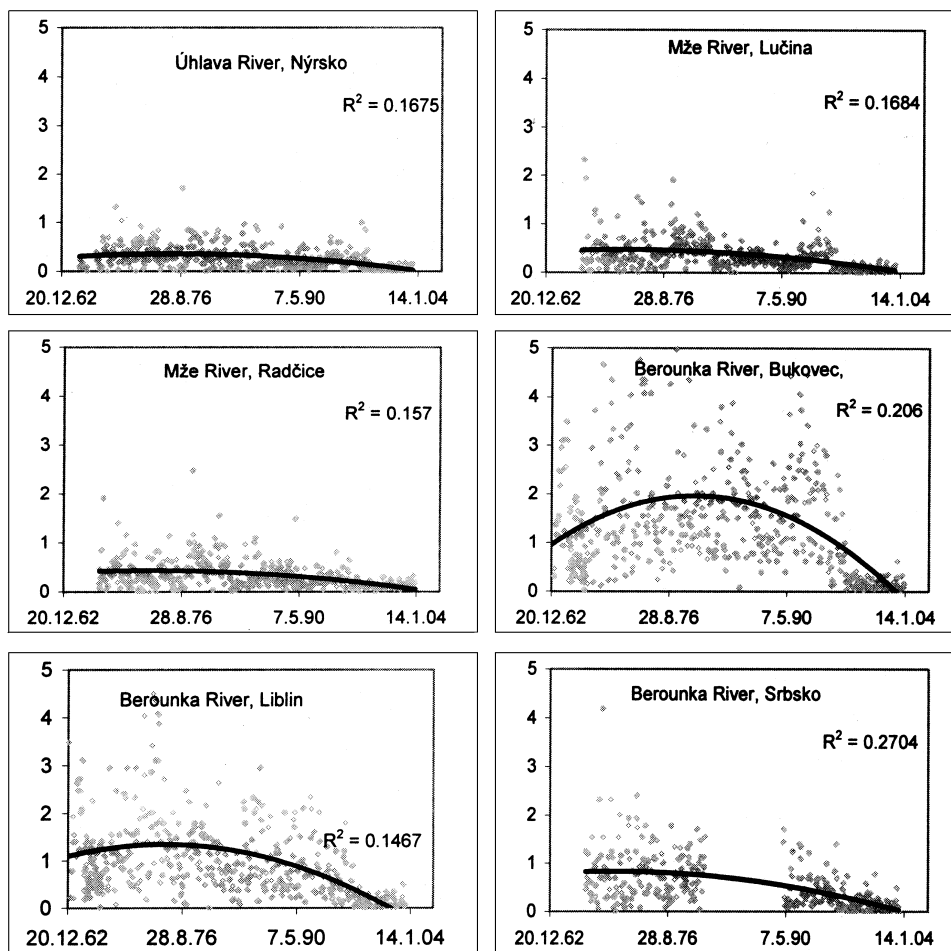 Úhlava River, Nýrsko
R² = 0.1675
5
4
3
2
1
0
20.12.62 28.8.76 7.5.90 14.1.04
Mže River, Lučina
R² = 0.1684
5
4
3
2
1
0
20.12.62 28.8.76 7.5.90 14.1.04
Mže River, Radčice
R² = 0.157
5
4
3
2
1
0
20.12.62 28.8.76 7.5.90 14.1.04
Berounka River, Bukovec,
R² = 0.206
5
4
3
2
1
0
20.12.62 28.8.76 7.5.90 14.1.04
Berounka River, Liblin
R² = 0.1467
5
4
3
2
1
0
20.12.62 28.8.76 7.5.90 14.1.04
Berounka River, Srbsko
R² = 0.2704
5
4
3
2
1
0
20.12.62 28.8.76 7.5.90 14.1.04